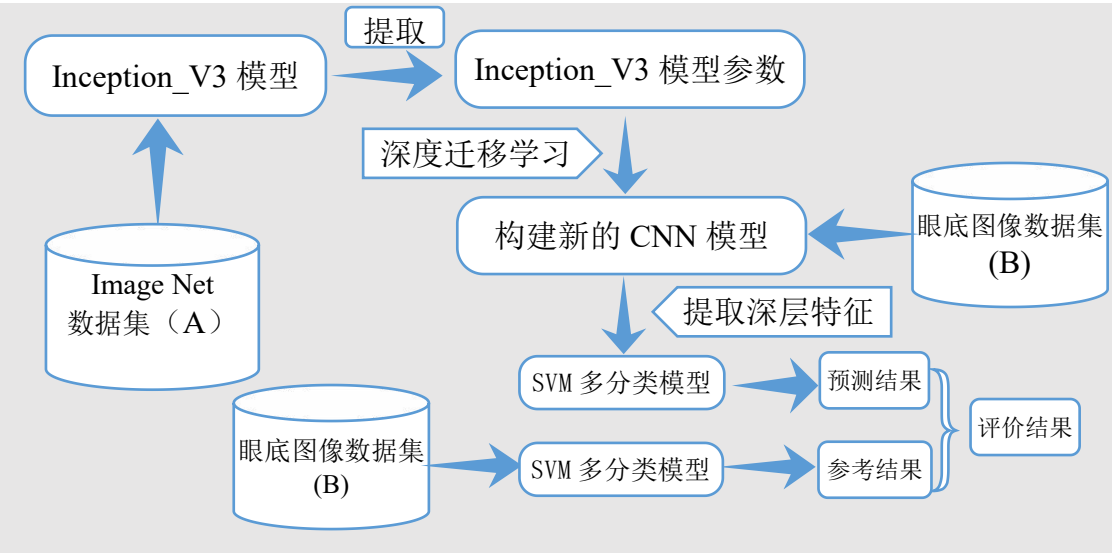 提取
Inception_V3 模型
Inception_V3 模型参数
深度迁移学习
构建新的 CNN 模型
眼底图像数据集
(B)
Image Net
数据集（A）
提取深层特征
SVM 多分类模型
预测结果
评价结果
眼底图像数据集
(B)
SVM 多分类模型
参考结果